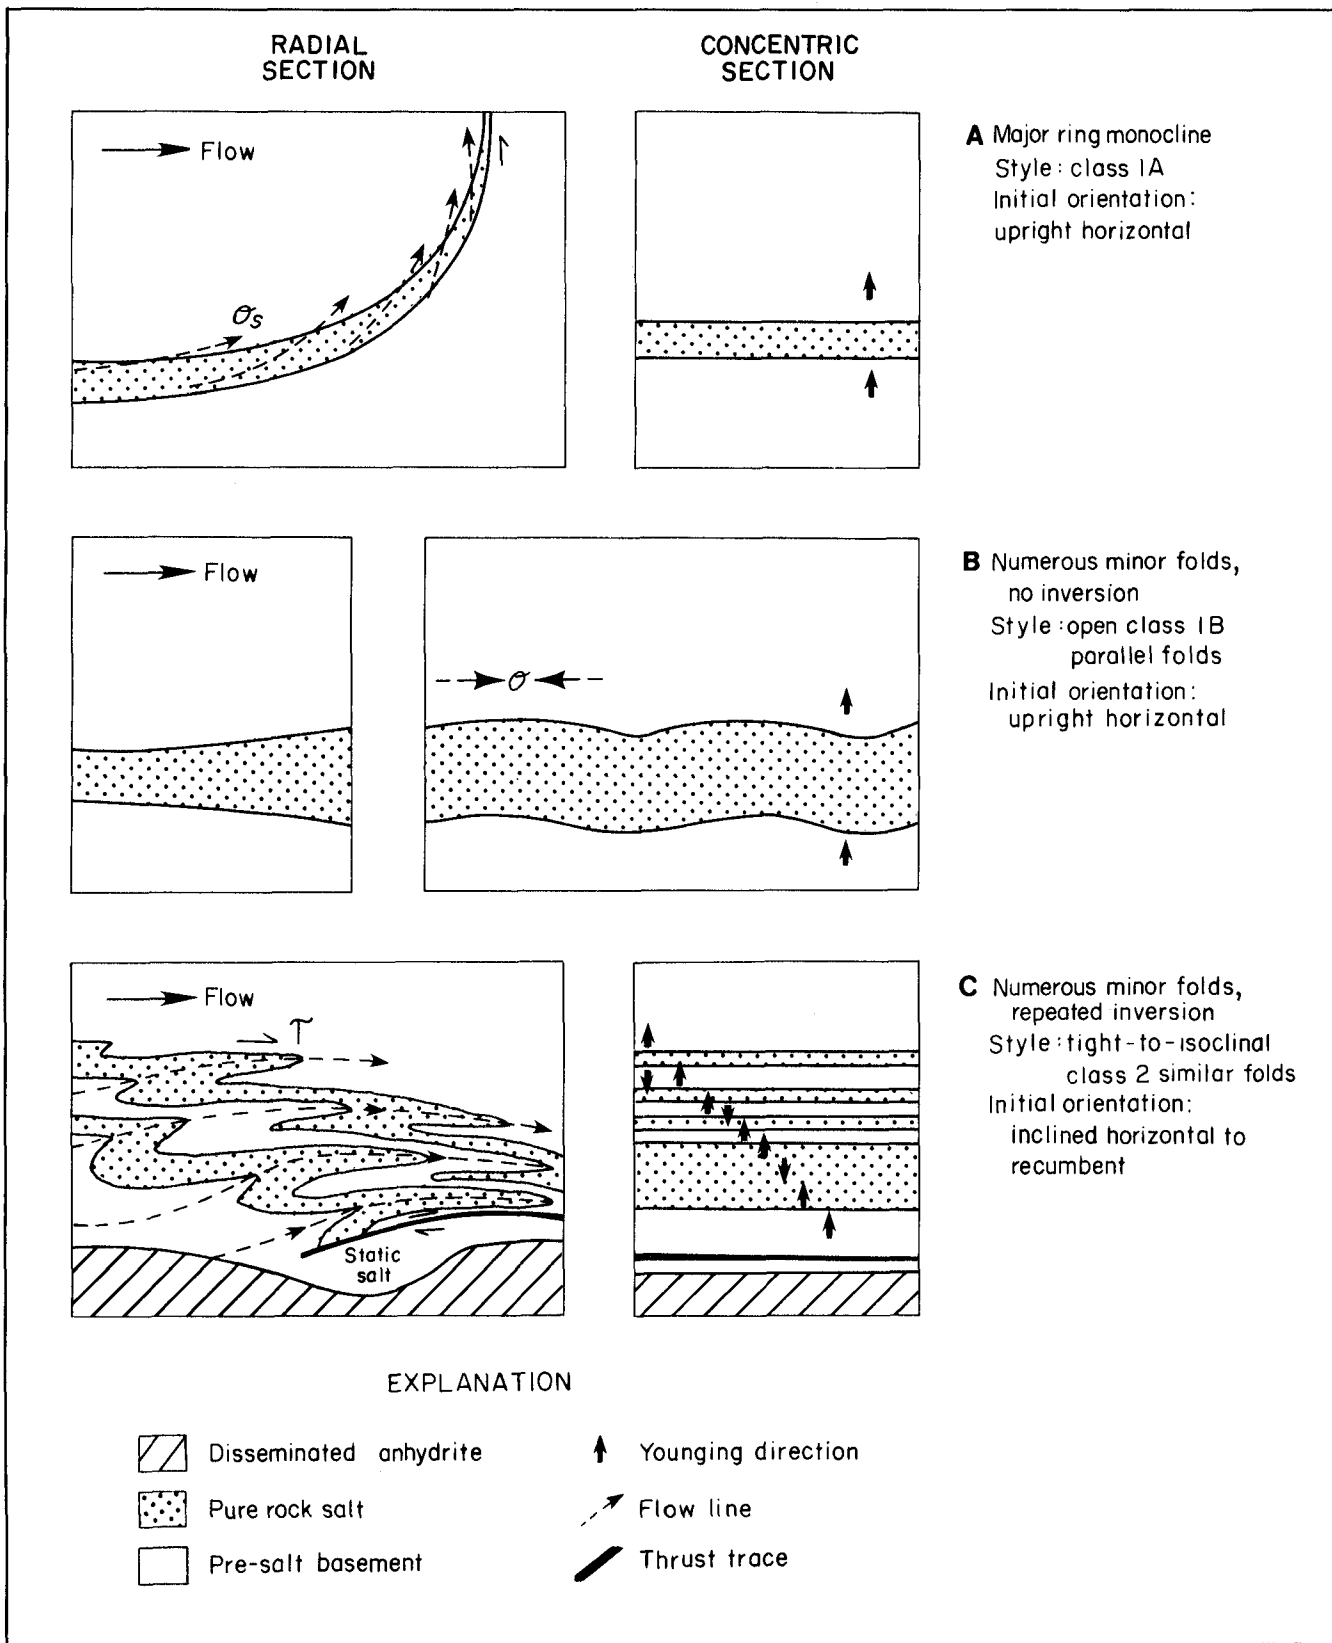 RADIAL
SECTION
CONCENTRIC
SECTION
Flow
σs
A Major ring monocline
Style: class 1A
Initial orientation:
upright horizontal
Flow
σ
B Numerous minor folds,
no inversion
Style: open class 1B
parallel folds
Initial orientation:
upright horizontal
Flow
τ
Static
salt
C Numerous minor folds,
repeated inversion
Style: tight-to-isoclinal
class 2 similar folds
Initial orientation:
inclined horizontal to
recumbent
EXPLANATION
Disseminated anhydrite
Younging direction
Pure rock salt
Flow line
Pre-salt basement
Thrust trace